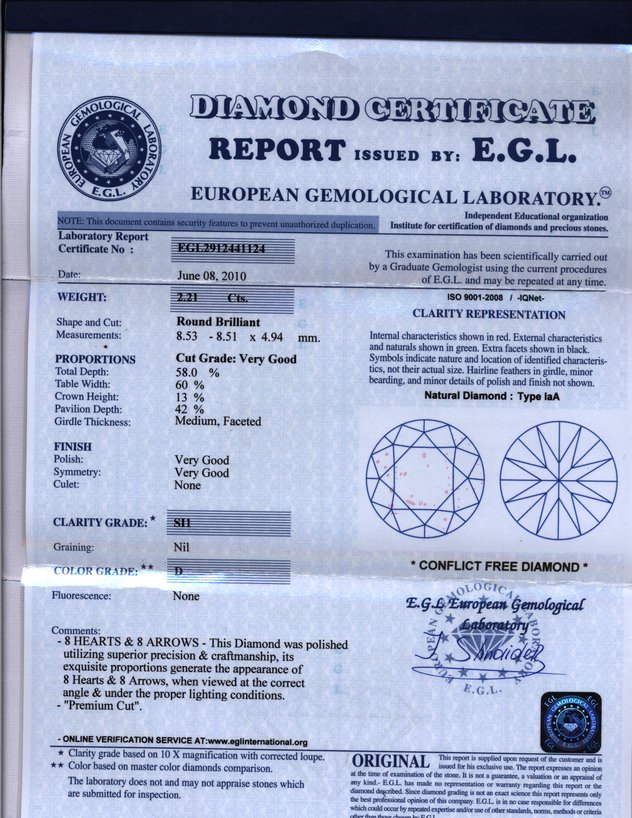 EUROPEAN GEMOLOGICAL LABORATORY
E.G.L.
DIAMOND CERTIFICATE
REPORT ISSUED BY: E.G.L.
EUROPEAN GEMOLOGICAL LABORATORY.™
NOTE: This document contains security features to prevent unauthorized duplication.
Independent Educational organization
Institute for certification of diamonds and precious stones.
Laboratory Report
Certificate No : EGL2912441124
Date: June 08, 2010
This examination has been scientifically carried out
by a Graduate Gemologist using the current procedures
of E.G.L. and may be repeated at any time.
WEIGHT: 2.21 Cts.
Shape and Cut: Round Brilliant
Measurements: 8.53 - 8.51 x 4.94 mm.
PROPORTIONS Cut Grade: Very Good
Total Depth: 58.0 %
Table Width: 60 %
Crown Height: 13 %
Pavilion Depth: 42 %
Girdle Thickness: Medium, Faceted
FINISH
Polish: Very Good
Symmetry: Very Good
Culet: None
CLARITY GRADE: * SI1
Graining: Nil
COLOR GRADE: ** D
Fluorescence: None
ISO 9001-2008 / -IQNet-
CLARITY REPRESENTATION
Internal characteristics shown in red. External characteristics
and naturals shown in green. Extra facets shown in black.
Symbols indicate nature and location of identified characteris-
tics, not their actual size. Hairline feathers in girdle, minor
bearding, and minor details of polish and finish not shown.
Natural Diamond : Type IaA
* CONFLICT FREE DIAMOND *
E.G.L European Gemological
Laboratory
EUROPEAN GEMOLOGICAL LABORATORY
E.G.L.
Comments:
- 8 HEARTS & 8 ARROWS - This Diamond was polished
utilizing superior precision & craftmanship, its
exquisite proportions generate the appearance of
8 Hearts & 8 Arrows, when viewed at the correct
angle & under the proper lighting conditions.
- "Premium Cut".
- ONLINE VERIFICATION SERVICE AT:www.eglinternational.org
* Clarity grade based on 10 X magnification with corrected loupe.
** Color based on master color diamonds comparison.
The laboratory does not and may not appraise stones which
are submitted for inspection.
EGL
EGL
E.G.L.
ORIGINAL This report is supplied upon request of the customer and is
issued for his exclusive use. The report expresses an opinion
at the time of examination of the stone. It is not a guarantee, a valuation or an appraisal of
any kind.- E.G.L. has made no representation or warranty regarding this report or the
diamond described. Since diamond grading is not an exact science this report represents only
the best professional opinion of this company. E.G.L. is in no case responsible for differences
which could occur by repeated expertise and/or use of other standards, norms, methods or criteria
other than those chosen by E.G.L